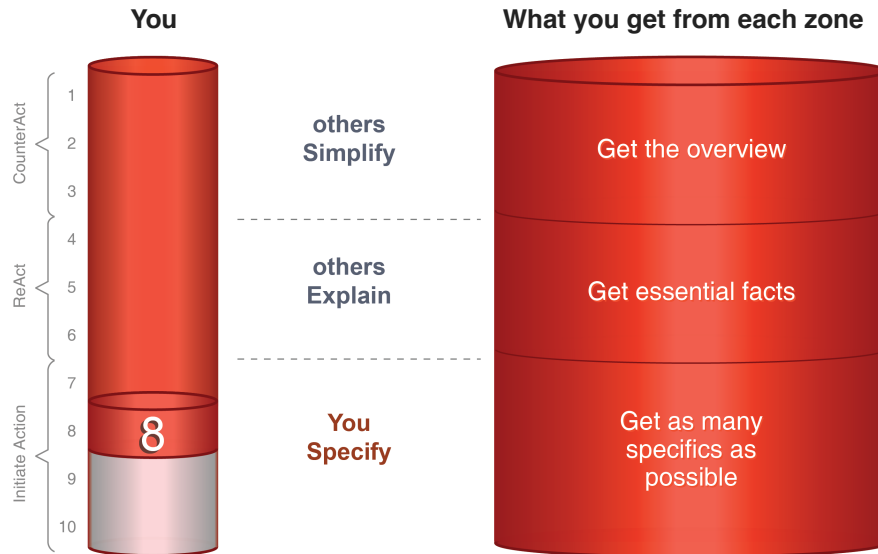 You
What you get from each zone
CounterAct
1
2
3
others
Simplify
Get the overview
ReAct
4
5
6
others
Explain
Get essential facts
Initiate Action
7
8
9
10
8
You
Specify
Get as many
specifics as
possible